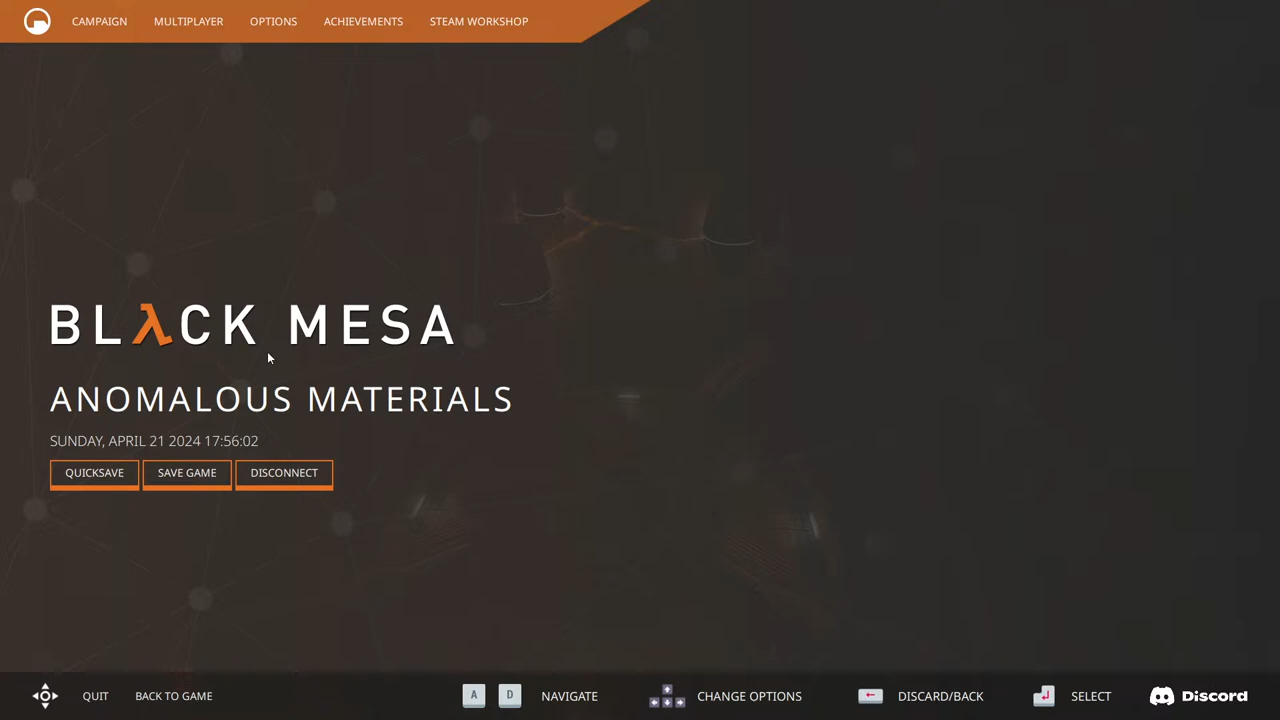 CAMPAIGN MULTIPLAYER OPTIONS ACHIEVEMENTS STEAM WORKSHOP
BLλCK MESA
ANOMALOUS MATERIALS
SUNDAY, APRIL 21 2024 17:56:02
QUICKSAVE SAVE GAME DISCONNECT
QUIT BACK TO GAME A D NAVIGATE CHANGE OPTIONS DISCARD/BACK SELECT Discord